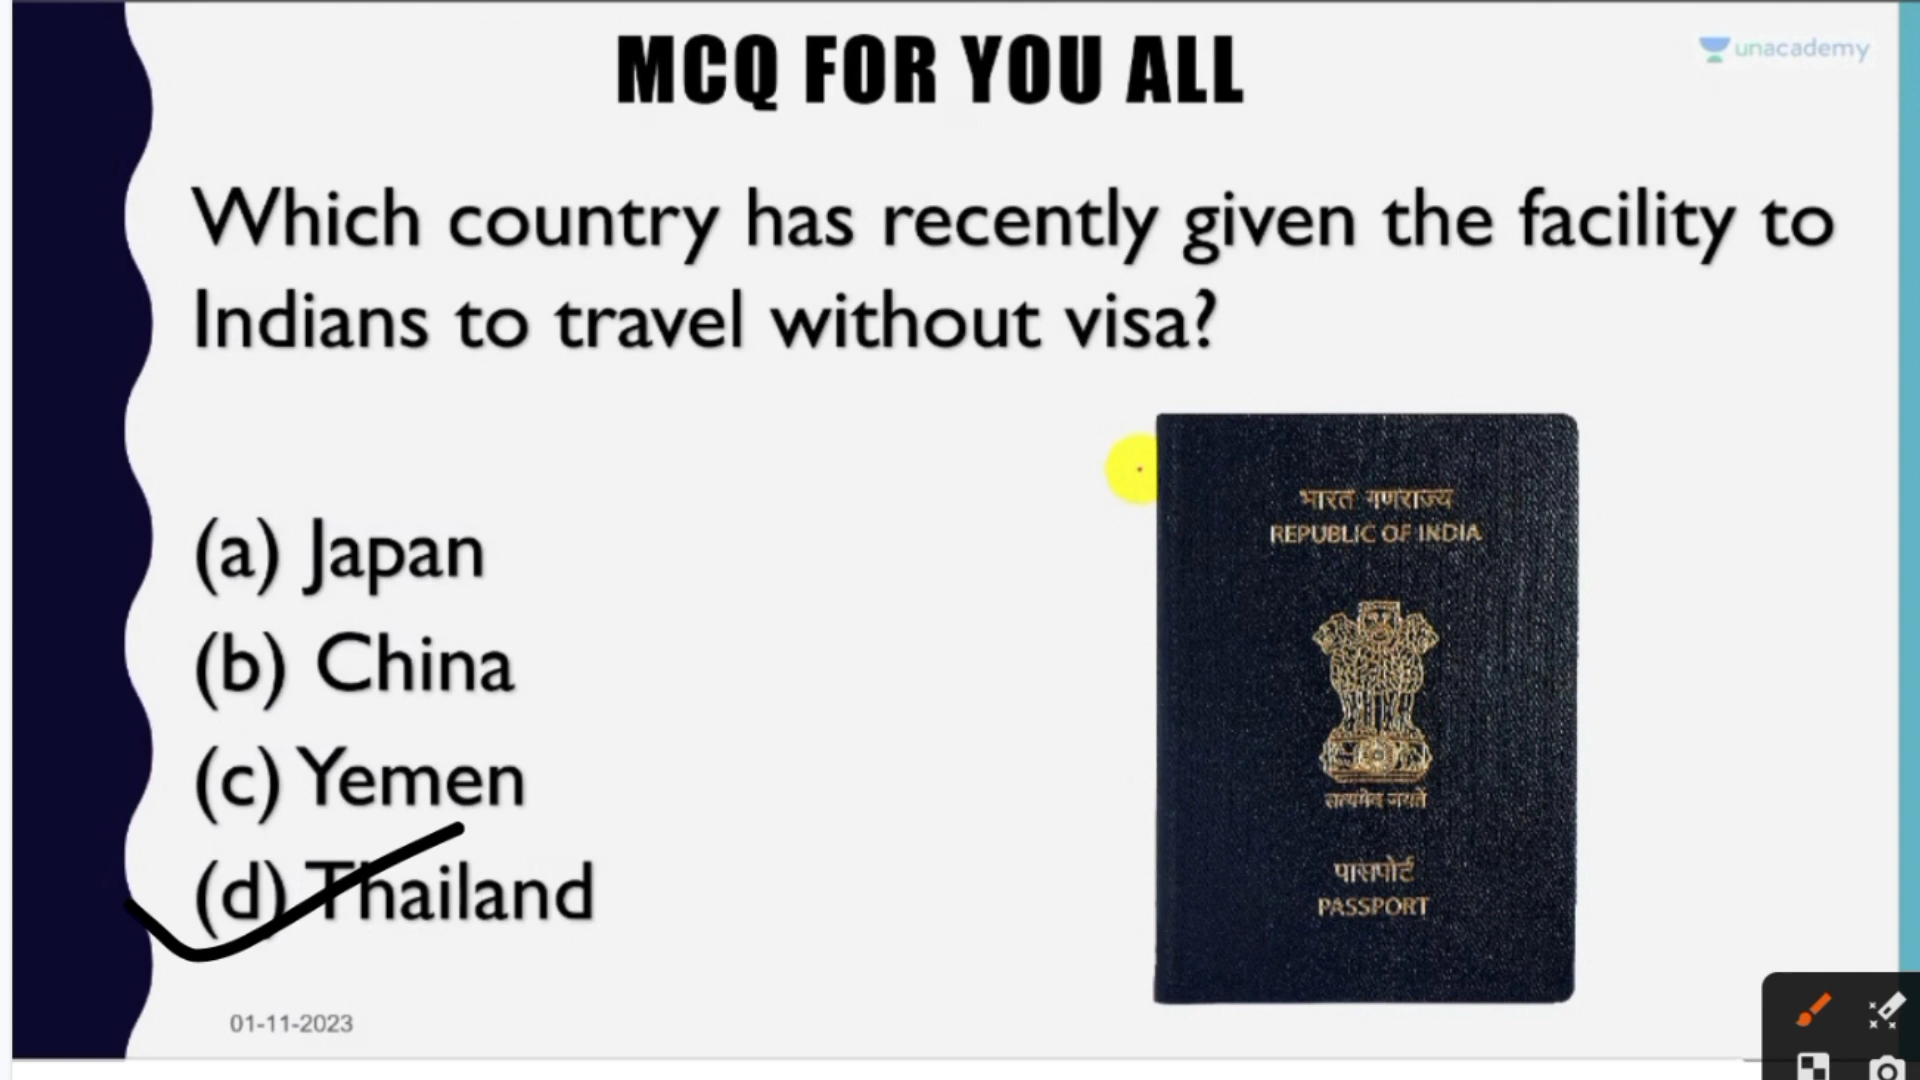 MCQ FOR YOU ALL
unacademy
Which country has recently given the facility to
Indians to travel without visa?
(a) Japan
(b) China
(c) Yemen
(d) Thailand
भारत गणराज्य
REPUBLIC OF INDIA
सत्यमेव जयते
पासपोर्ट
PASSPORT
01-11-2023